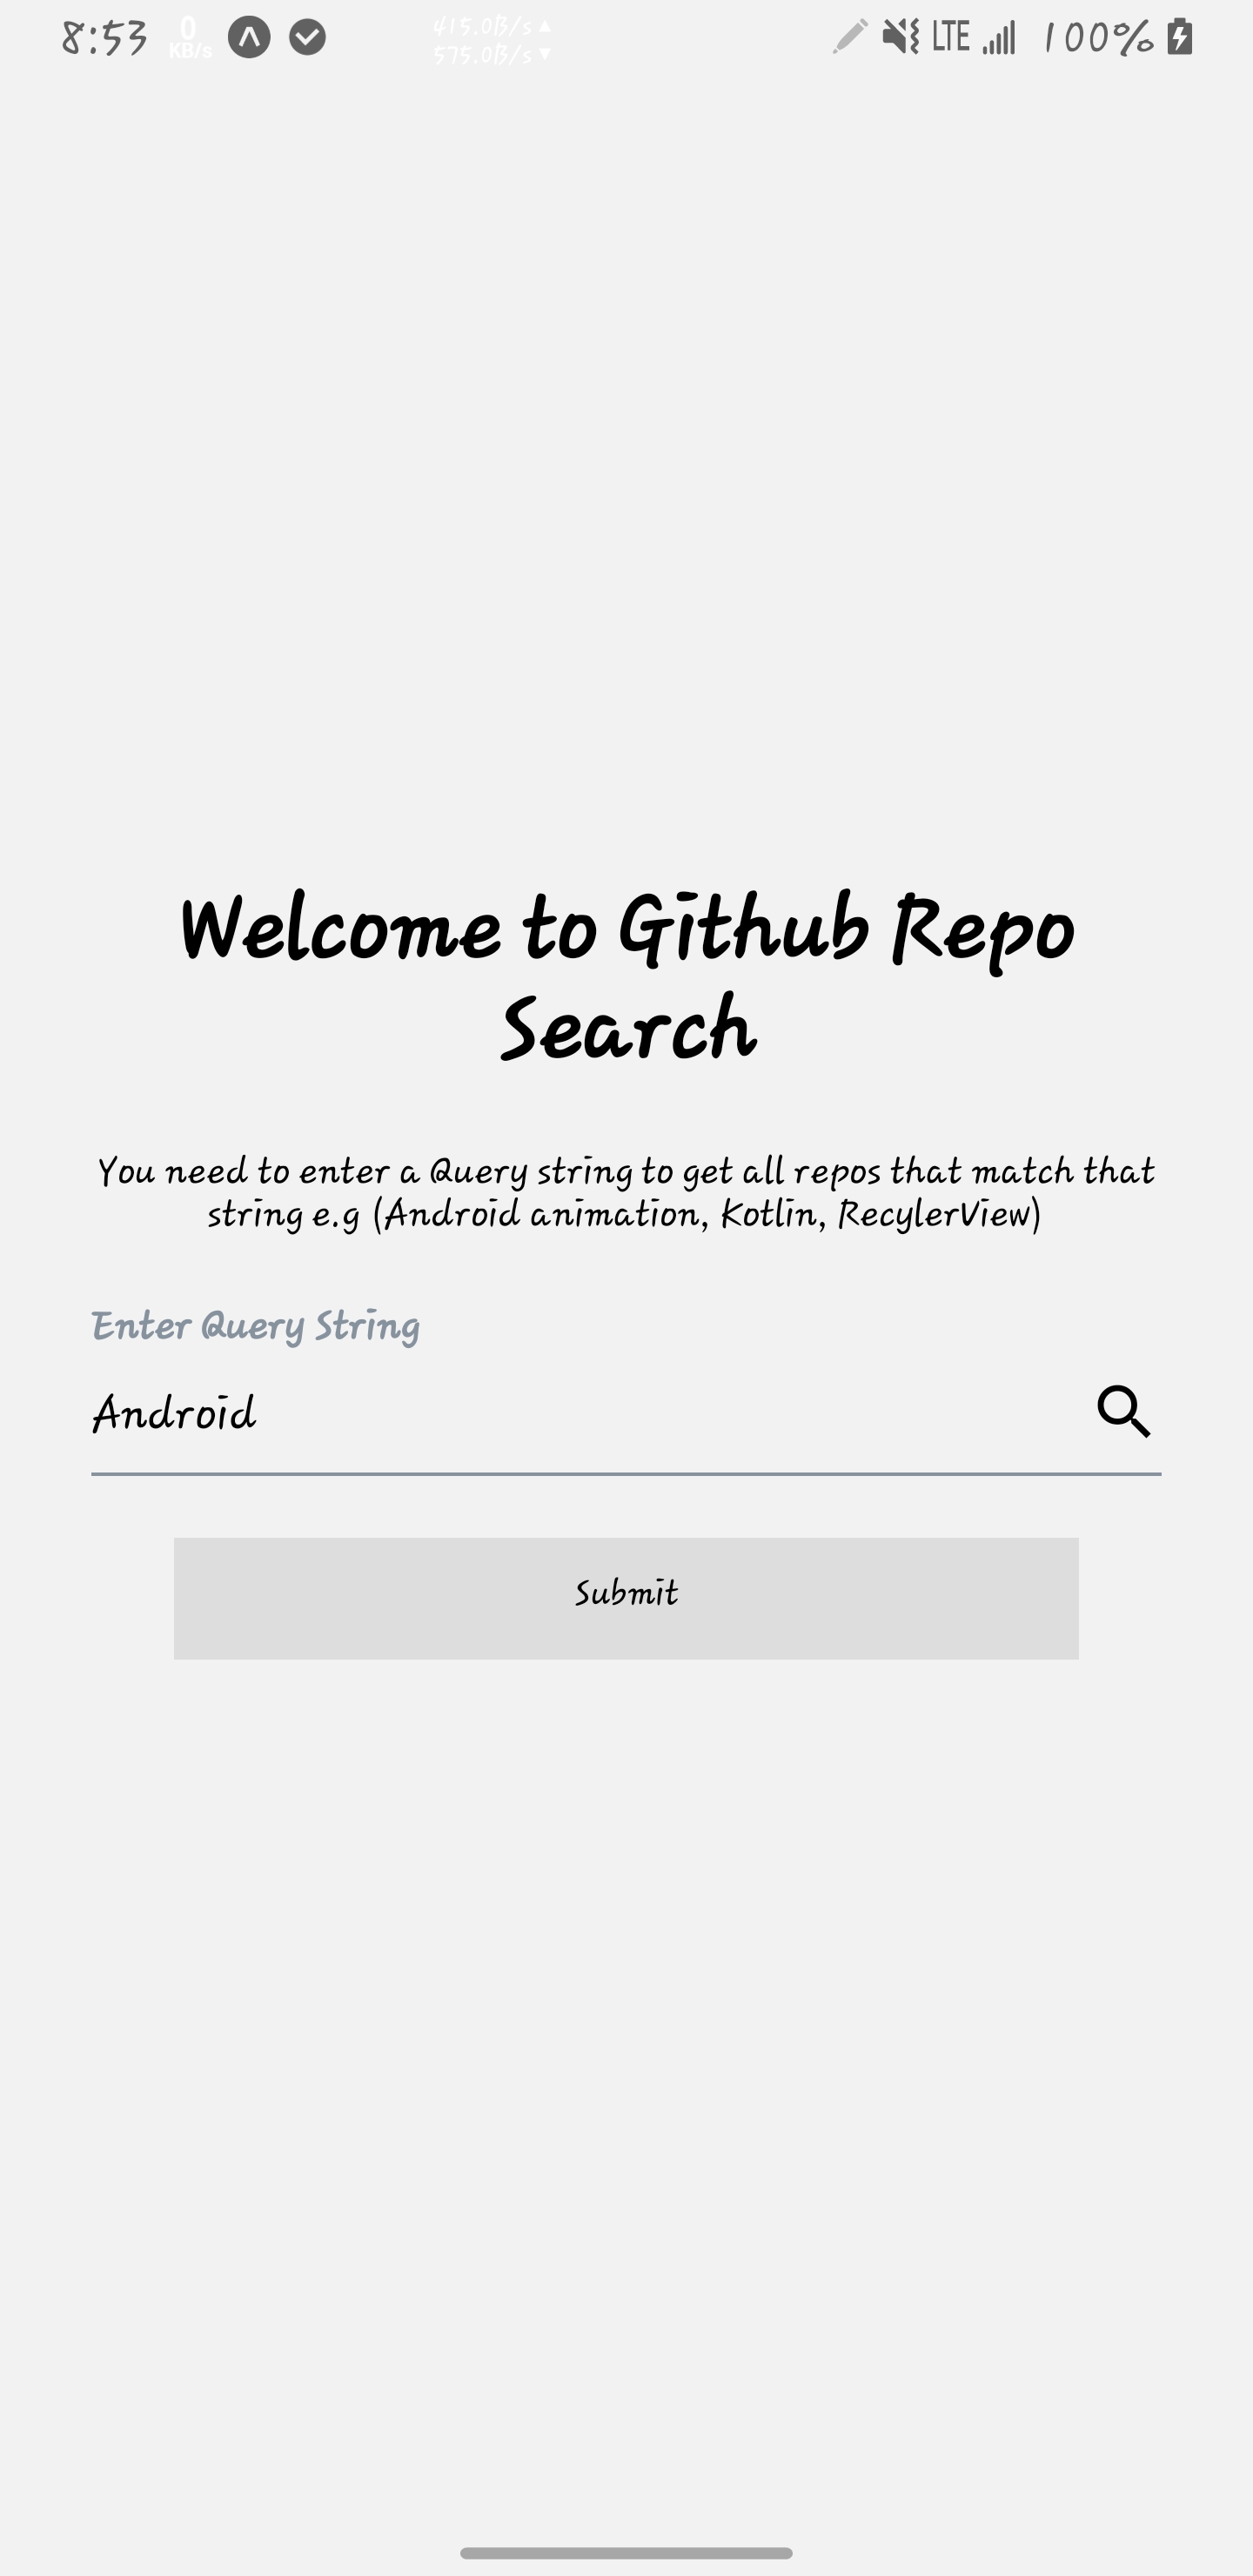 8:53 0 KB/s 415.0B/s ▲ LTE 100%
575.0B/s ▼
Welcome to Github Repo
Search
You need to enter a Query string to get all repos that match that
string e.g (Android animation, Kotlin, RecylerView)
Enter Query String
Android
Submit